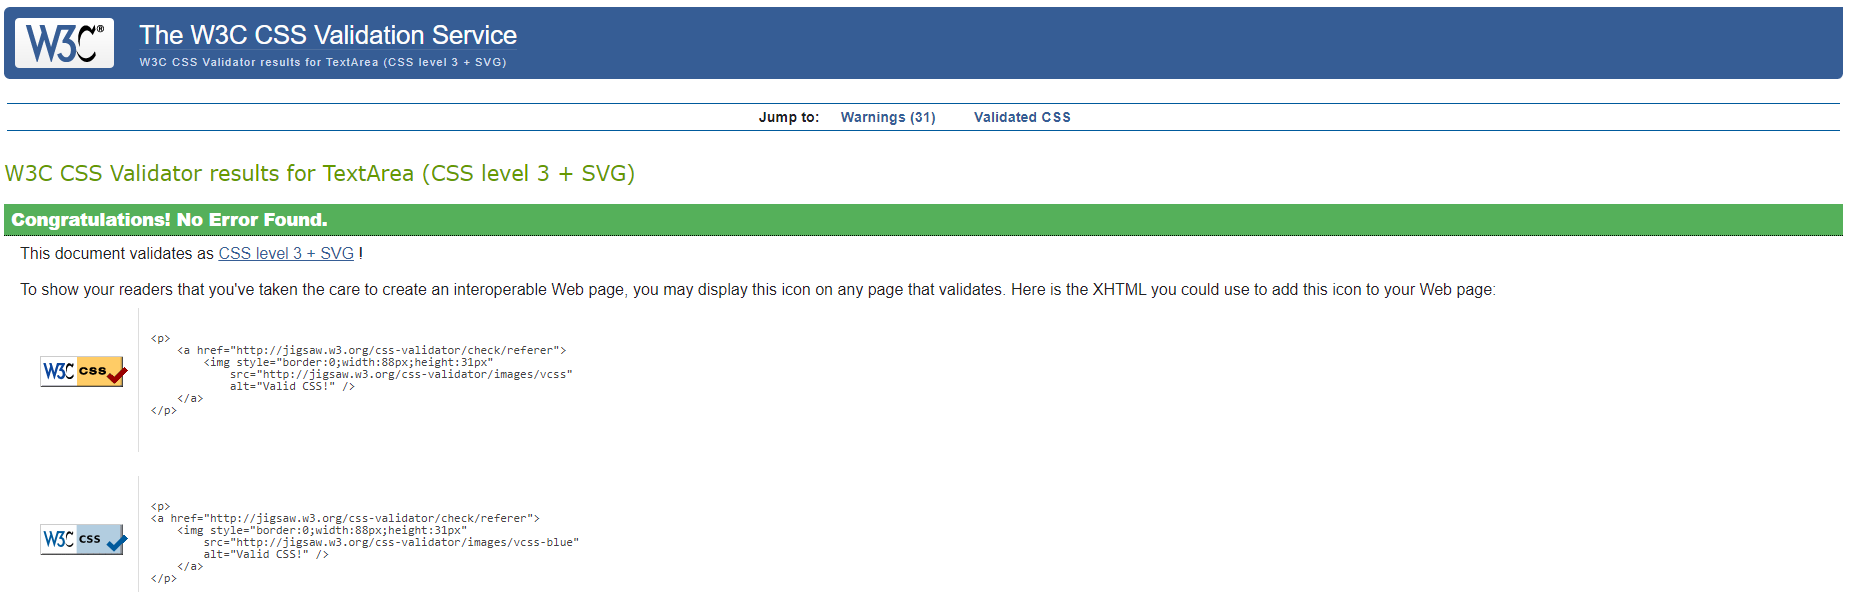 W3C®
The W3C CSS Validation Service
W3C CSS Validator results for TextArea (CSS level 3 + SVG)
Jump to: Warnings (31) Validated CSS
W3C CSS Validator results for TextArea (CSS level 3 + SVG)
Congratulations! No Error Found.
This document validates as CSS level 3 + SVG !
To show your readers that you've taken the care to create an interoperable Web page, you may display this icon on any page that validates. Here is the XHTML you could use to add this icon to your Web page:
W3C css
<p>
    <a href="http://jigsaw.w3.org/css-validator/check/referer">
        <img style="border:0;width:88px;height:31px"
            src="http://jigsaw.w3.org/css-validator/images/vcss"
            alt="Valid CSS!" />
    </a>
</p>
W3C css
<p>
<a href="http://jigsaw.w3.org/css-validator/check/referer">
    <img style="border:0;width:88px;height:31px"
        src="http://jigsaw.w3.org/css-validator/images/vcss-blue"
        alt="Valid CSS!" />
    </a>
</p>